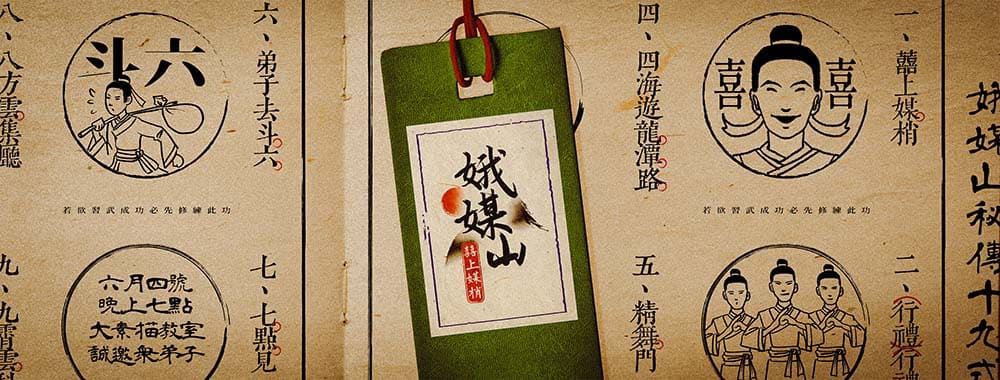 娥媒山秘傳十九式
一、囍上媒梢
喜 喜
若欲習武成功必先修練此功
二、行禮行禮
四、四海遊龍潭路
五、精舞門
娥媒山
囍上媒梢
六、弟子去斗六
斗六
若欲習武成功必先修練此功
七、七點見
六月四號
晚上七點
大素描教室
誠邀眾弟子
八、八方雲集廳
九、九霄雲